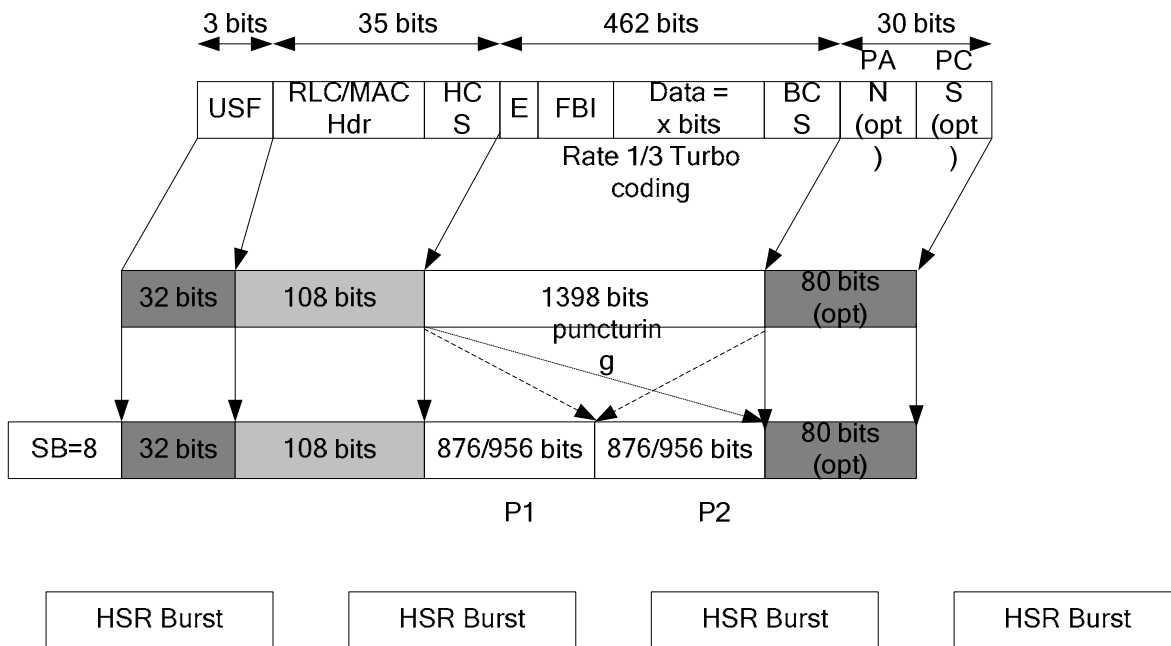 3 bits
35 bits
462 bits
30 bits
USF
RLC/MAC
Hdr
HC
S
E
FBI
Data =
x bits
BC
S
PA
N
(opt
)
PC
S
(opt
)
Rate 1/3 Turbo
coding
32 bits
108 bits
1398 bits
80 bits
(opt)
puncturin
g
SB=8
32 bits
108 bits
876/956 bits
876/956 bits
80 bits
(opt)
P1
P2
HSR Burst
HSR Burst
HSR Burst
HSR Burst